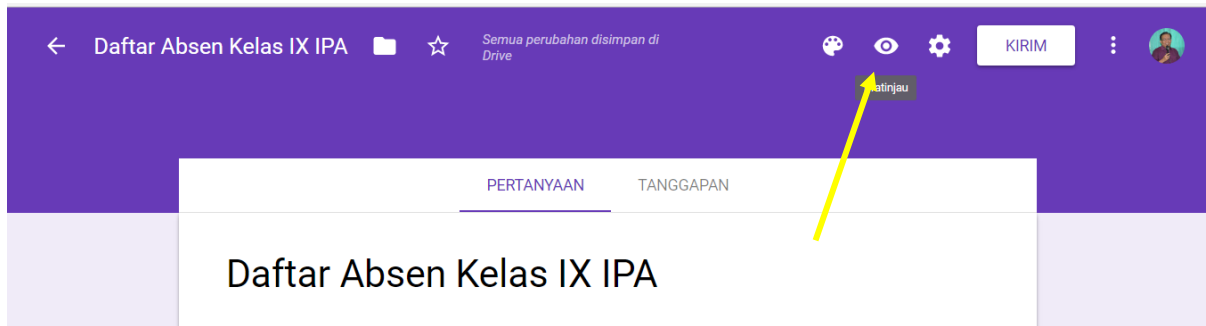 Daftar Absen Kelas IX IPA
Semua perubahan disimpan di
Drive
KIRIM
PERTANYAAN
TANGGAPAN
Daftar Absen Kelas IX IPA